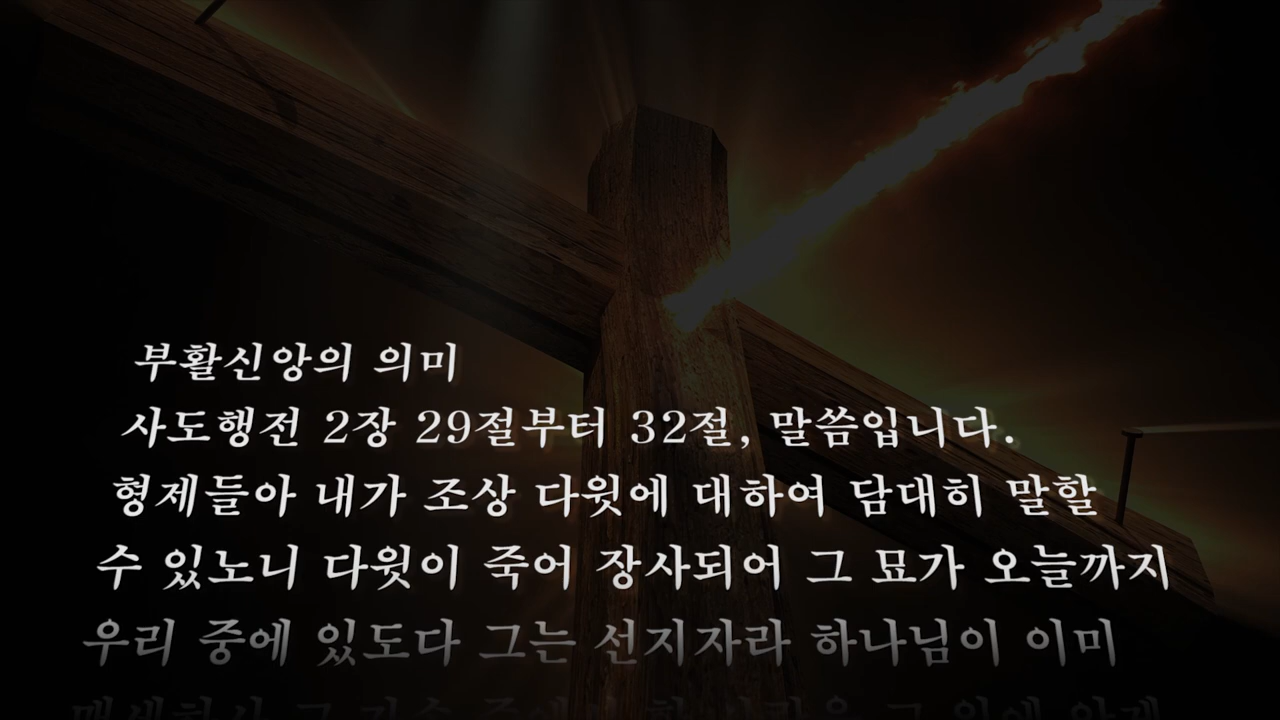 부활신앙의 의미
사도행전 2장 29절부터 32절, 말씀입니다.
형제들아 내가 조상 다윗에 대하여 담대히 말할
수 있노니 다윗이 죽어 장사되어 그 묘가 오늘까지
우리 중에 있도다 그는 선지자라 하나님이 이미